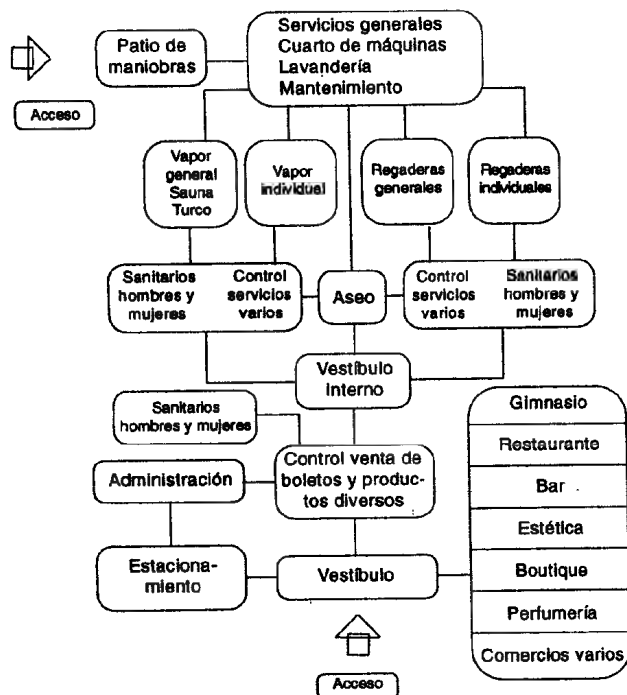 Servicios generales
Cuarto de máquinas
Lavandería
Mantenimiento
Patio de
maniobras
Acceso
Vapor
general
Sauna
Turco
Vapor
individual
Regaderas
generales
Regaderas
individuales
Sanitarios
hombres y
mujeres
Control
servicios
varios
Aseo
Control
servicios
varios
Sanitarios
hombres y
mujeres
Vestíbulo
interno
Sanitarios
hombres y mujeres
Administración
Control venta de
boletos y produc-
tos diversos
Estaciona-
miento
Vestíbulo
Gimnasio
Restaurante
Bar
Estética
Boutique
Perfumería
Comercios varios
Acceso